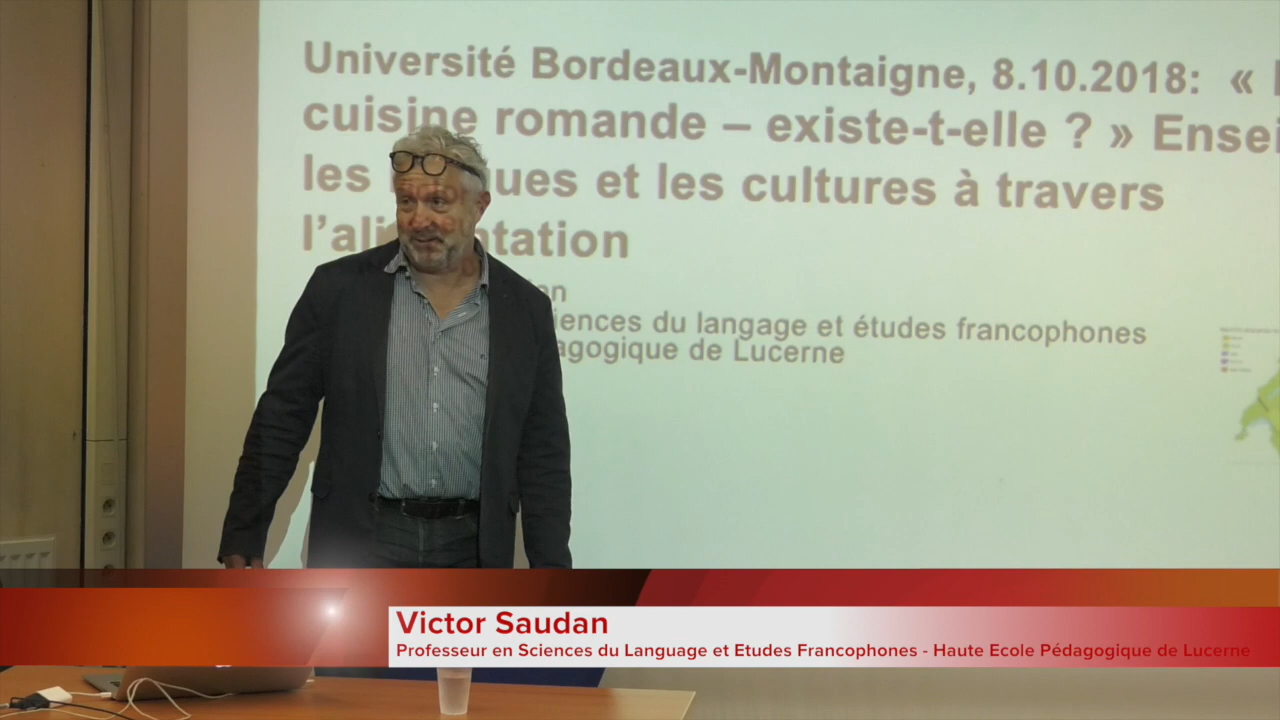 Université Bordeaux-Montaigne, 8.10.2018: «
cuisine romande – existe-t-elle ? » Ensei
les ues et les cultures à travers
l'ali tation
an
iences du langage et études francophones
agogique de Lucerne
Victor Saudan
Professeur en Sciences du Language et Etudes Francophones - Haute Ecole Pédagogique de Lucerne